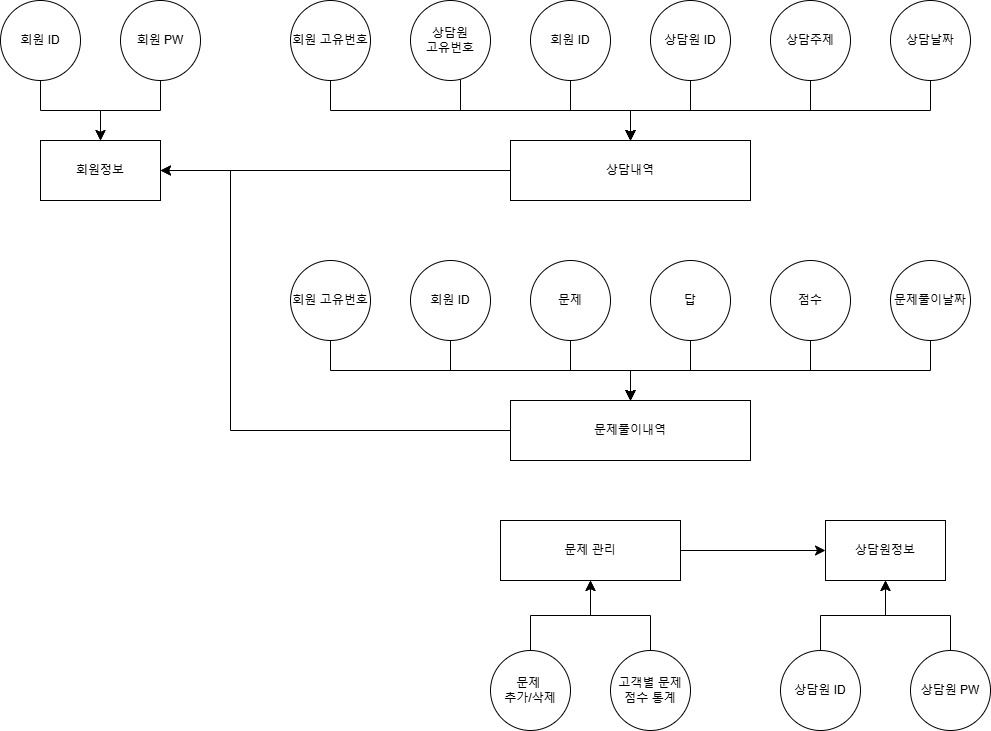 회원 ID
회원 PW
회원 고유번호
상담원
고유번호
회원 ID
상담원 ID
상담주제
상담날짜
회원정보
상담내역
회원 고유번호
회원 ID
문제
답
점수
문제풀이날짜
문제풀이내역
문제 관리
상담원정보
문제
추가/삭제
고객별 문제
점수 통계
상담원 ID
상담원 PW